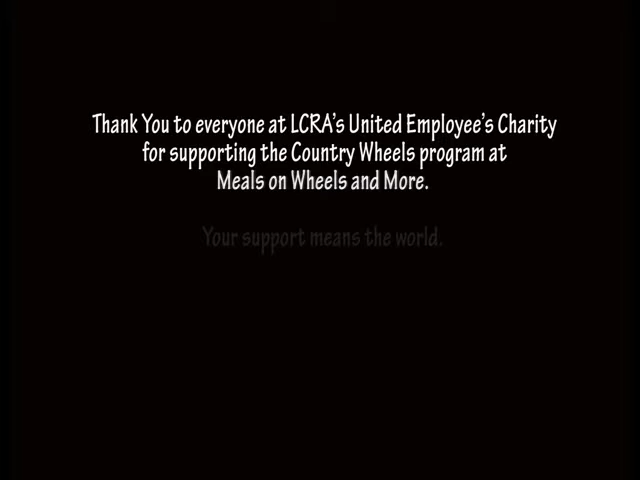 Thank You to everyone at LCRA's United Employee's Charity
for supporting the Country Wheels program at
Meals on Wheels and More.
Your support means the world.